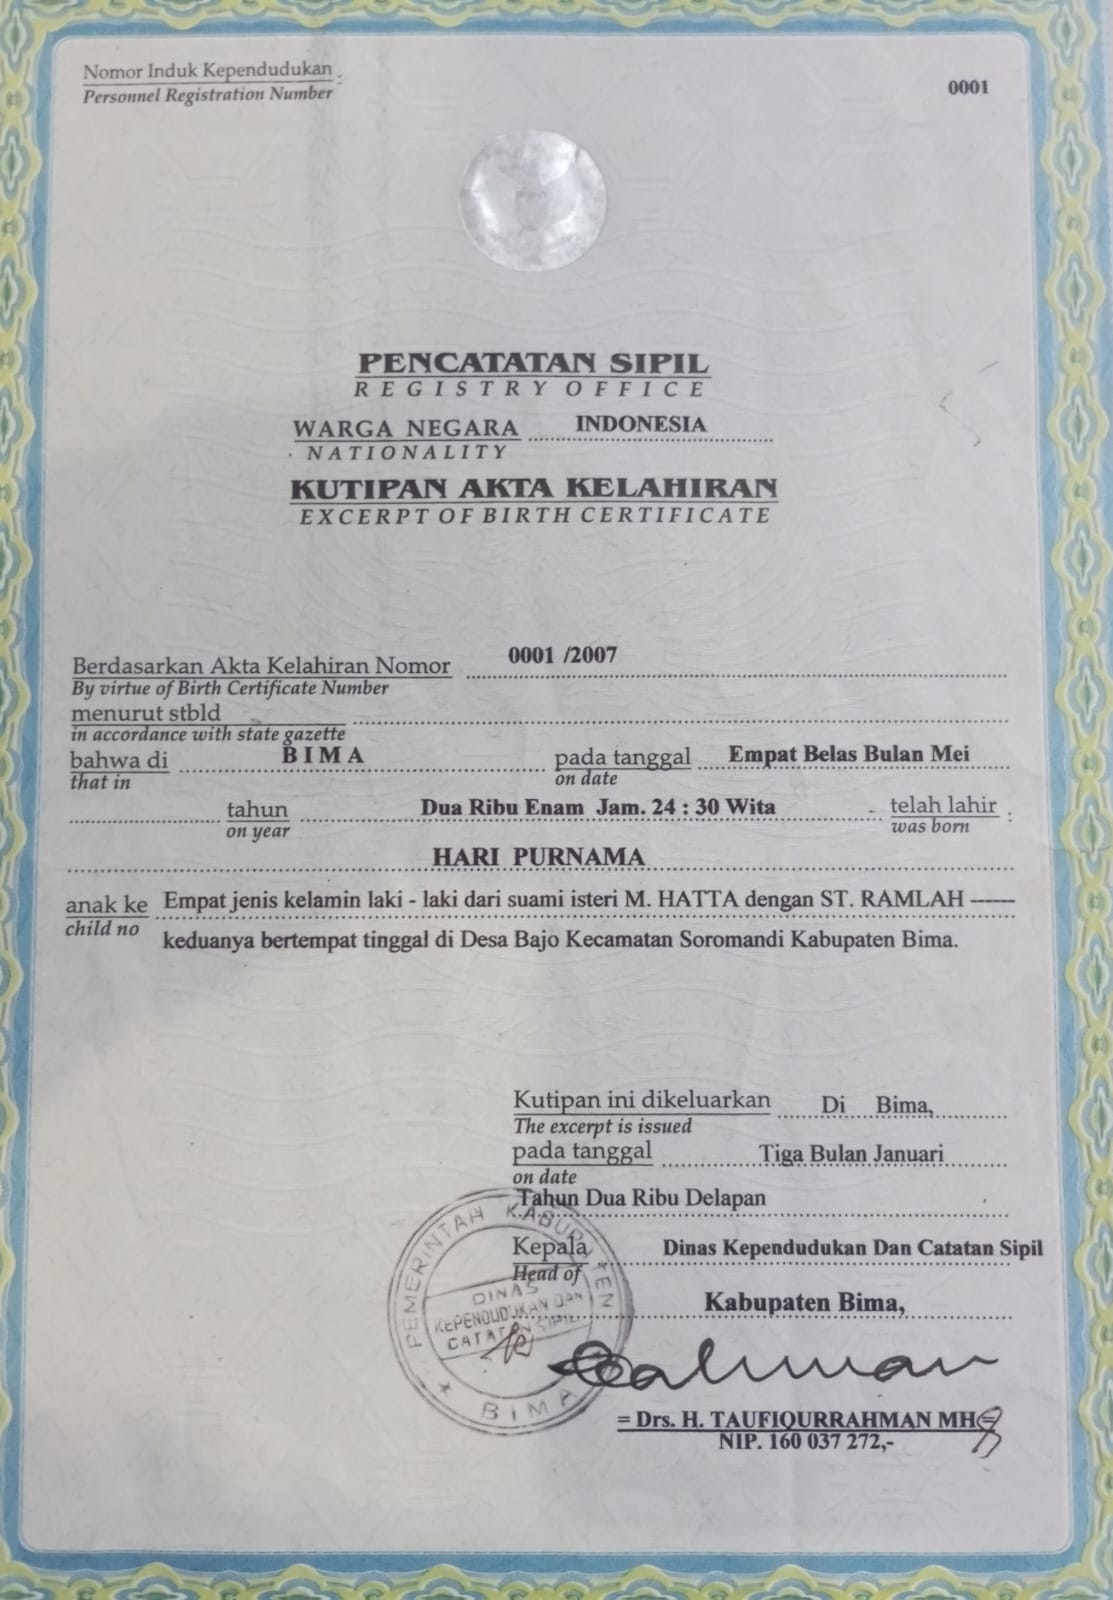 Nomor Induk Kependudukan :
Personnel Registration Number
0001
PENCATATAN SIPIL
REGISTRY OFFICE
WARGA NEGARA INDONESIA
NATIONALITY
KUTIPAN AKTA KELAHIRAN
EXCERPT OF BIRTH CERTIFICATE
Berdasarkan Akta Kelahiran Nomor 0001 /2007
By virtue of Birth Certificate Number
menurut stbld
in accordance with state gazette
bahwa di BIMA pada tanggal Empat Belas Bulan Mei
that in on date
tahun Dua Ribu Enam Jam. 24 : 30 Wita telah lahir :
on year was born
HARI PURNAMA
anak ke Empat jenis kelamin laki - laki dari suami isteri M. HATTA dengan ST. RAMLAH ------
child no keduanya bertempat tinggal di Desa Bajo Kecamatan Soromandi Kabupaten Bima.
Kutipan ini dikeluarkan Di Bima,
The excerpt is issued
pada tanggal Tiga Bulan Januari
on date
Tahun Dua Ribu Delapan
Kepala Dinas Kependudukan Dan Catatan Sipil
Head of
Kabupaten Bima,
PEMERINTAH KABUPATEN
DINAS
KEPENDUDUKAN DAN
CATATAN SIPIL
BIMA
= Drs. H. TAUFIQURRAHMAN MH =
NIP. 160 037 272,-